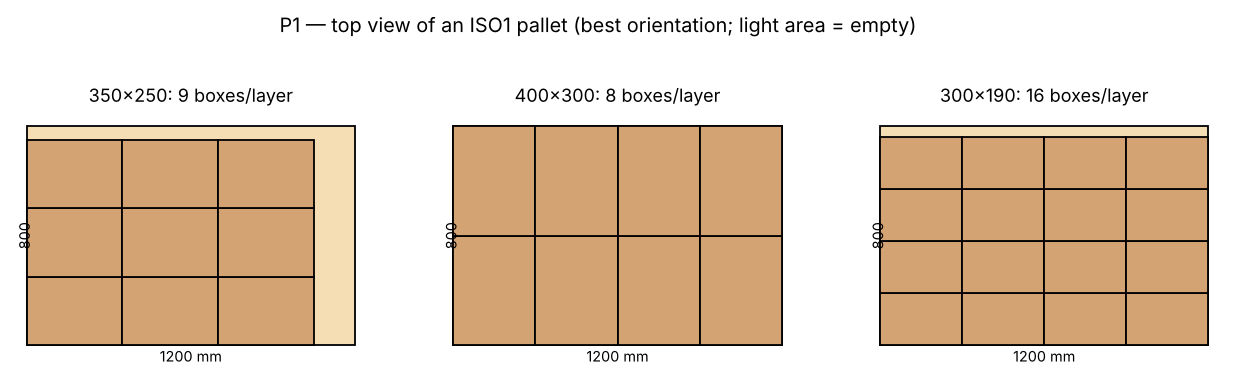 P1 — top view of an ISO1 pallet (best orientation; light area = empty)
350×250: 9 boxes/layer
400×300: 8 boxes/layer
300×190: 16 boxes/layer
800
800
800
1200 mm
1200 mm
1200 mm